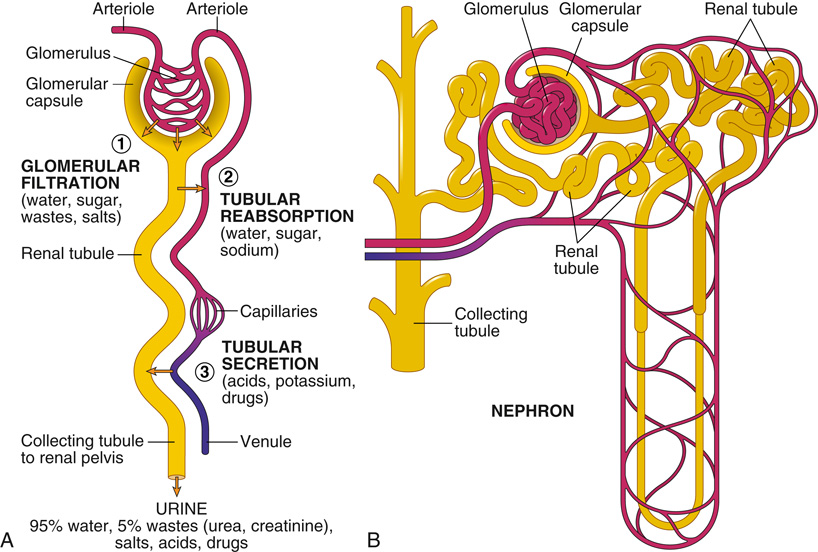 Arteriole
Arteriole
Glomerulus
Glomerular
capsule
1
GLOMERULAR
FILTRATION
(water, sugar,
wastes, salts)
2
TUBULAR
REABSORPTION
(water, sugar,
sodium)
Renal tubule
Capillaries
3
TUBULAR
SECRETION
(acids, potassium,
drugs)
Collecting tubule
to renal pelvis
Venule
URINE
95% water, 5% wastes (urea, creatinine),
salts, acids, drugs
A
Glomerulus
Glomerular
capsule
Renal tubule
Renal
tubule
Collecting
tubule
NEPHRON
B